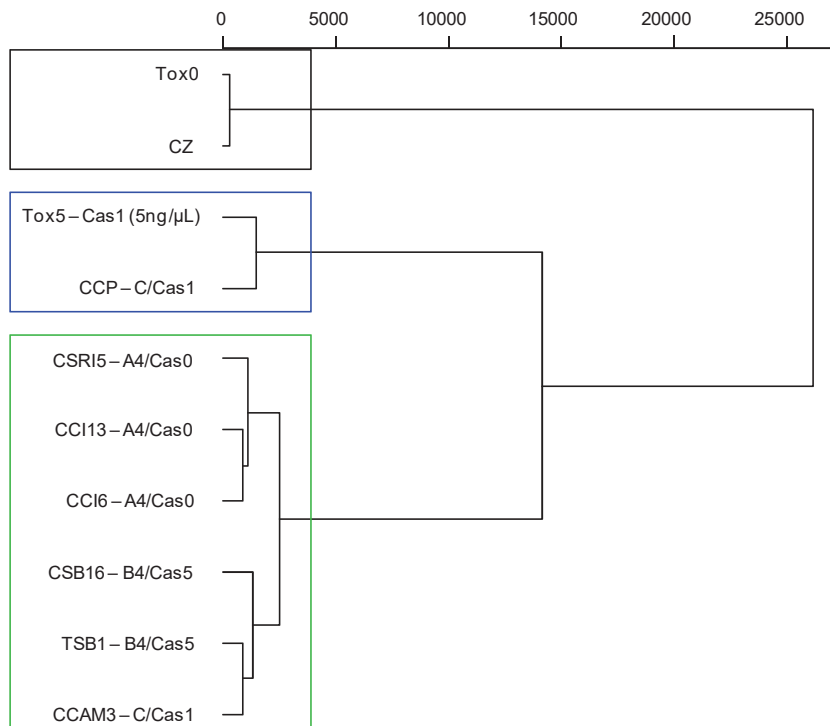 0 5000 10000 15000 20000 25000
Tox0
CZ
Tox5–Cas1 (5ng/µL)
CCP–C/Cas1
CSRI5–A4/Cas0
CCI13–A4/Cas0
CCI6–A4/Cas0
CSB16–B4/Cas5
TSB1–B4/Cas5
CCAM3–C/Cas1